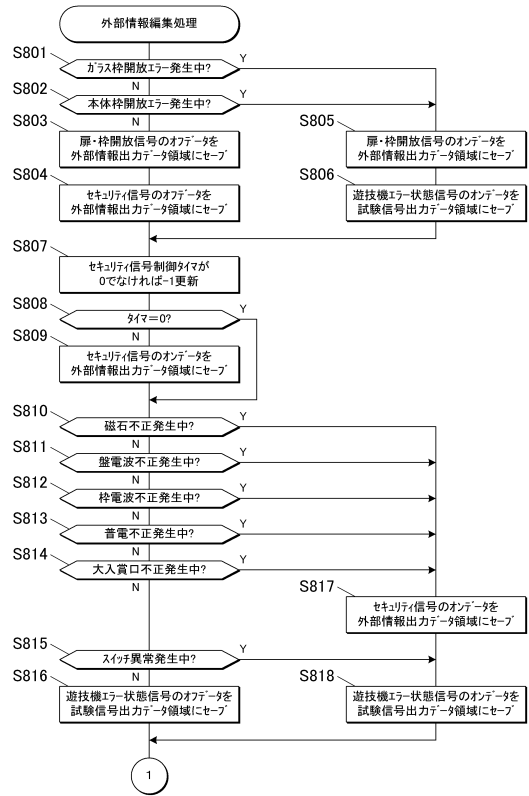 外部情報編集処理
S801
ガラス枠開放エラー発生中?
Y
N
S802
本体枠開放エラー発生中?
Y
N
S803
扉・枠開放信号のオフデータを
外部情報出力データ領域にセーブ
S805
扉・枠開放信号のオンデータを
外部情報出力データ領域にセーブ
S804
セキュリティ信号のオフデータを
外部情報出力データ領域にセーブ
S806
遊技機エラー状態信号のオンデータを
試験信号出力データ領域にセーブ
S807
セキュリティ信号制御タイマが
0でなければ-1更新
S808
タイマ=0?
Y
N
S809
セキュリティ信号のオンデータを
外部情報出力データ領域にセーブ
S810
磁石不正発生中?
Y
N
S811
盤電波不正発生中?
Y
N
S812
枠電波不正発生中?
Y
N
S813
普電不正発生中?
Y
N
S814
大入賞口不正発生中?
Y
N
S817
セキュリティ信号のオンデータを
外部情報出力データ領域にセーブ
S815
スイッチ異常発生中?
Y
N
S816
遊技機エラー状態信号のオフデータを
試験信号出力データ領域にセーブ
S818
遊技機エラー状態信号のオンデータを
試験信号出力データ領域にセーブ
1